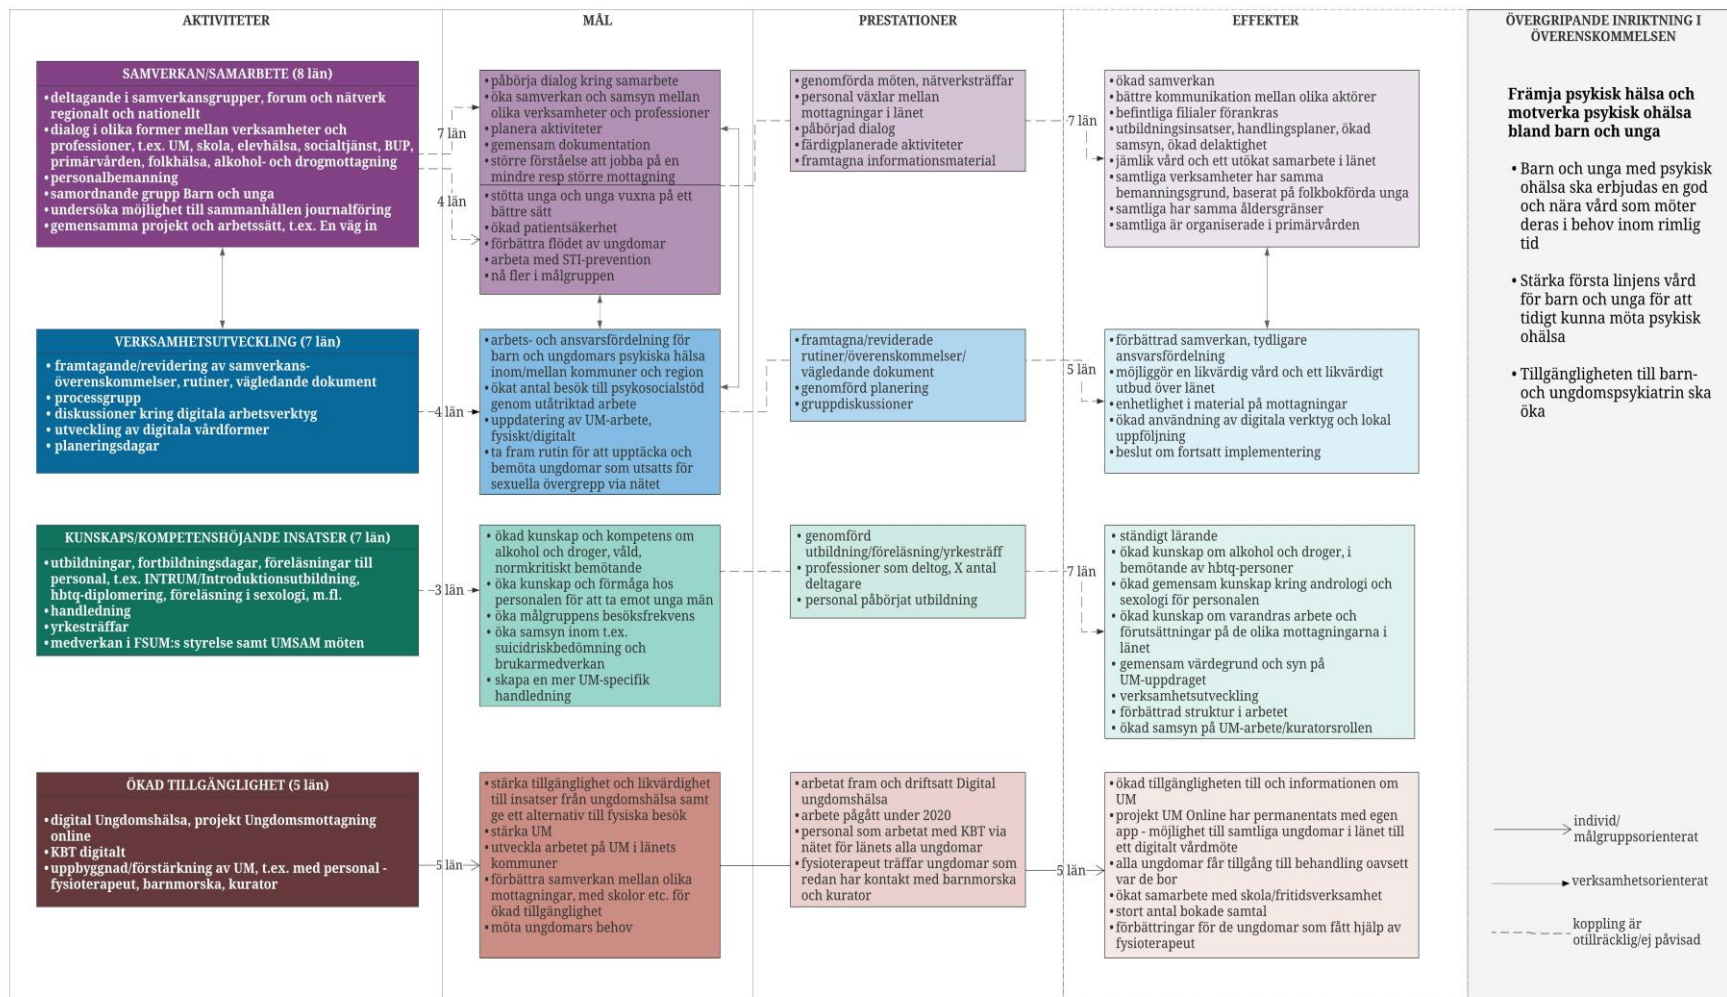 AKTIVITETER
MÅL
PRESTATIONER
EFFEKTER
ÖVERGRIPANDE INRIKTNING I
ÖVERENSKOMMELSEN
SAMVERKAN/SAMARBETE (8 län)
•deltagande i samverkansgrupper, forum och nätverk
regionalt och nationellt
•dialog i olika former mellan verksamheter och
professioner, t.ex. UM, skola, elevhälsa, socialtjänst, BUP,
primärvården, folkhälsa, alkohol- och drogmottagning
•personalbemanning
•samordnande grupp Barn och unga
•undersöka möjlighet till sammanhållen journalföring
•gemensamma projekt och arbetssätt, t.ex. En väg in
7 län
4 län
•påbörja dialog kring samarbete
•öka samverkan och samsyn mellan
olika verksamheter och professioner
•planera aktiviteter
•gemensam dokumentation
•större förståelse att jobba på en
mindre resp större mottagning
•stötta unga och unga vuxna på ett
bättre sätt
•ökad patientsäkerhet
•förbättra flödet av ungdomar
•arbeta med STI-prevention
•nå fler i målgruppen
•genomförda möten, nätverksträffar
•personal växlar mellan
mottagningar i länet
•påbörjad dialog
•färdigplanerade aktiviteter
•framtagna informationsmaterial
7 län
•ökad samverkan
•bättre kommunikation mellan olika aktörer
•befintliga filialer förankras
•utbildningsinsatser, handlingsplaner, ökad
samsyn, ökad delaktighet
•jämlik vård och ett utökat samarbete i länet
•samtliga verksamheter har samma
bemanningsgrund, baserat på folkbokförda unga
•samtliga har samma åldersgränser
•samtliga är organiserade i primärvården
Främja psykisk hälsa och
motverka psykisk ohälsa
bland barn och unga
• Barn och unga med psykisk
ohälsa ska erbjudas en god
och nära vård som möter
deras i behov inom rimlig
tid
• Stärka första linjens vård
för barn och unga för att
tidigt kunna möta psykisk
ohälsa
• Tillgängligheten till barn-
och ungdomspsykiatrin ska
öka
VERKSAMHETSUTVECKLING (7 län)
• framtagande/revidering av samverkans-
överenskommelser, rutiner, vägledande dokument
• processgrupp
• diskussioner kring digitala arbetsverktyg
• utveckling av digitala vårdformer
• planeringsdagar
4 län
•arbets- och ansvarsfördelning för
barn och ungdomars psykiska hälsa
inom/mellan kommuner och region
•ökat antal besök till psykosocialstöd
genom utåtriktad arbete
•uppdatering av UM-arbete,
fysiskt/digitalt
•ta fram rutin för att upptäcka och
bemöta ungdomar som utsatts för
sexuella övergrepp via nätet
•framtagna/reviderade
rutiner/överenskommelser/
vägledande dokument
•genomförd planering
•gruppdiskussioner
5 län
•förbättrad samverkan, tydligare
ansvarsfördelning
•möjliggör en likvärdig vård och ett likvärdigt
utbud över länet
•enhetlighet i material på mottagningar
•ökad användning av digitala verktyg och lokal
uppföljning
•beslut om fortsatt implementering
KUNSKAPS/KOMPETENSHÖJANDE INSATSER (7 län)
•utbildningar, fortbildningsdagar, föreläsningar till
personal, t.ex. INTRUM/Introduktionsutbildning,
hbtq-diplomering, föreläsning i sexologi, m.fl.
•handledning
•yrkesträffar
•medverkan i FSUM:s styrelse samt UMSAM möten
3 län
• ökad kunskap och kompetens om
alkohol och droger, våld,
normkritiskt bemötande
• öka kunskap och förmåga hos
personalen för att ta emot unga män
• öka målgruppens besöksfrekvens
• öka samsyn inom t.ex.
suicidriskbedömning och
brukarmedverkan
• skapa en mer UM-specifik
handledning
• genomförd
utbildning/föreläsning/yrkesträff
• professioner som deltog, X antal
deltagare
• personal påbörjat utbildning
7 län
• ständigt lärande
• ökad kunskap om alkohol och droger, i
bemötande av hbtq-personer
• ökad gemensam kunskap kring andrologi och
sexologi för personalen
• ökad kunskap om varandras arbete och
förutsättningar på de olika mottagningarna i
länet
• gemensam värdegrund och syn på
UM-uppdraget
• verksamhetsutveckling
• förbättrad struktur i arbetet
• ökad samsyn på UM-arbete/kuratorsrollen
ÖKAD TILLGÄNGLIGHET (5 län)
•digital Ungdomshälsa, projekt Ungdomsmottagning
online
•KBT digitalt
•uppbyggnad/förstärkning av UM, t.ex. med personal -
fysioterapeut, barnmorska, kurator
5 län
•stärka tillgänglighet och likvärdighet
till insatser från ungdomshälsa samt
ge ett alternativ till fysiska besök
•stärka UM
•utveckla arbetet på UM i länets
kommuner
•förbättra samverkan mellan olika
mottagningar, med skolor etc. för
ökad tillgänglighet
•möta ungdomars behov
•arbetat fram och driftsatt Digital
ungdomshälsa
•arbete pågått under 2020
•personal som arbetat med KBT via
nätet för länets alla ungdomar
•fysioterapeut träffar ungdomar som
redan har kontakt med barnmorska
och kurator
5 län
•ökad tillgängligheten till och informationen om
UM
•projekt UM Online har permanentats med egen
app - möjlighet till samtliga ungdomar i länet till
ett digitalt vårdmöte
•alla ungdomar får tillgång till behandling oavsett
var de bor
•ökat samarbete med skola/fritidsverksamhet
•stort antal bokade samtal
•förbättringar för de ungdomar som fått hjälp av
fysioterapeut
individ/
målgruppsorienterat
verksamhetsorienterat
koppling är
otillräcklig/ej påvisad